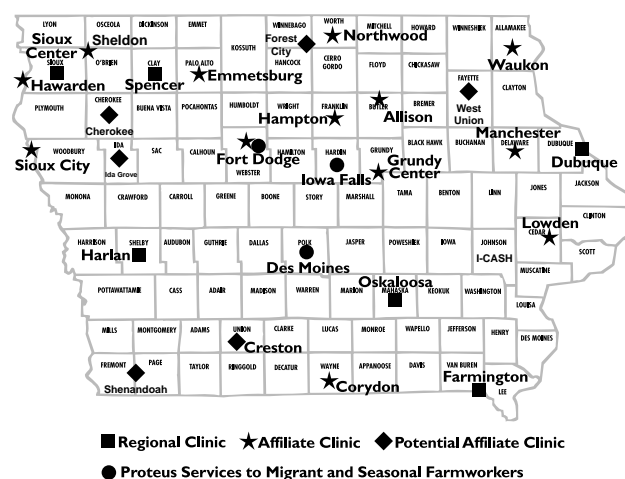 LYON OSCEOLA DICKINSON EMMET WINNEBAGO WORTH MITCHELL HOWARD WINNESHIEK ALLAMAKEE
Sioux Center
Sheldon
Forest City
Northwood
KOSSUTH
SIOUX O'BRIEN CLAY PALO ALTO HANCOCK CERRO GORDO FLOYD CHICKASAW
Waukon
Hawarden
Spencer
Emmetsburg
FAYETTE CLAYTON
West Union
PLYMOUTH CHEROKEE BUENA VISTA POCAHONTAS HUMBOLDT WRIGHT FRANKLIN BUTLER BREMER
Cherokee
Hampton
Allison
Manchester
WOODBURY IDA SAC CALHOUN HAMILTON HARDIN GRUNDY BLACK HAWK BUCHANAN DELAWARE DUBUQUE
Sioux City
Ida Grove
Fort Dodge
WEBSTER
Iowa Falls
Grundy Center
Dubuque
MONONA CRAWFORD CARROLL GREENE BOONE STORY MARSHALL TAMA BENTON LINN JONES JACKSON
Lowden
CLINTON
CEDAR
HARRISON SHELBY AUDUBON GUTHRIE DALLAS POLK JASPER POWESHIEK IOWA JOHNSON SCOTT
Harlan
Des Moines
I-CASH
MUSCATINE
Oskaloosa
POTTAWATTAMIE CASS ADAIR MADISON WARREN MARION MAHASKA KEOKUK WASHINGTON
LOUISA
MILLS MONTGOMERY ADAMS UNION CLARKE LUCAS MONROE WAPELLO JEFFERSON HENRY DES MOINES
Creston
FREMONT PAGE TAYLOR RINGGOLD DECATUR WAYNE APPANOOSE DAVIS VAN BUREN
Shenandoah
Corydon
Farmington
LEE
Regional Clinic Affiliate Clinic Potential Affiliate Clinic
Proteus Services to Migrant and Seasonal Farmworkers